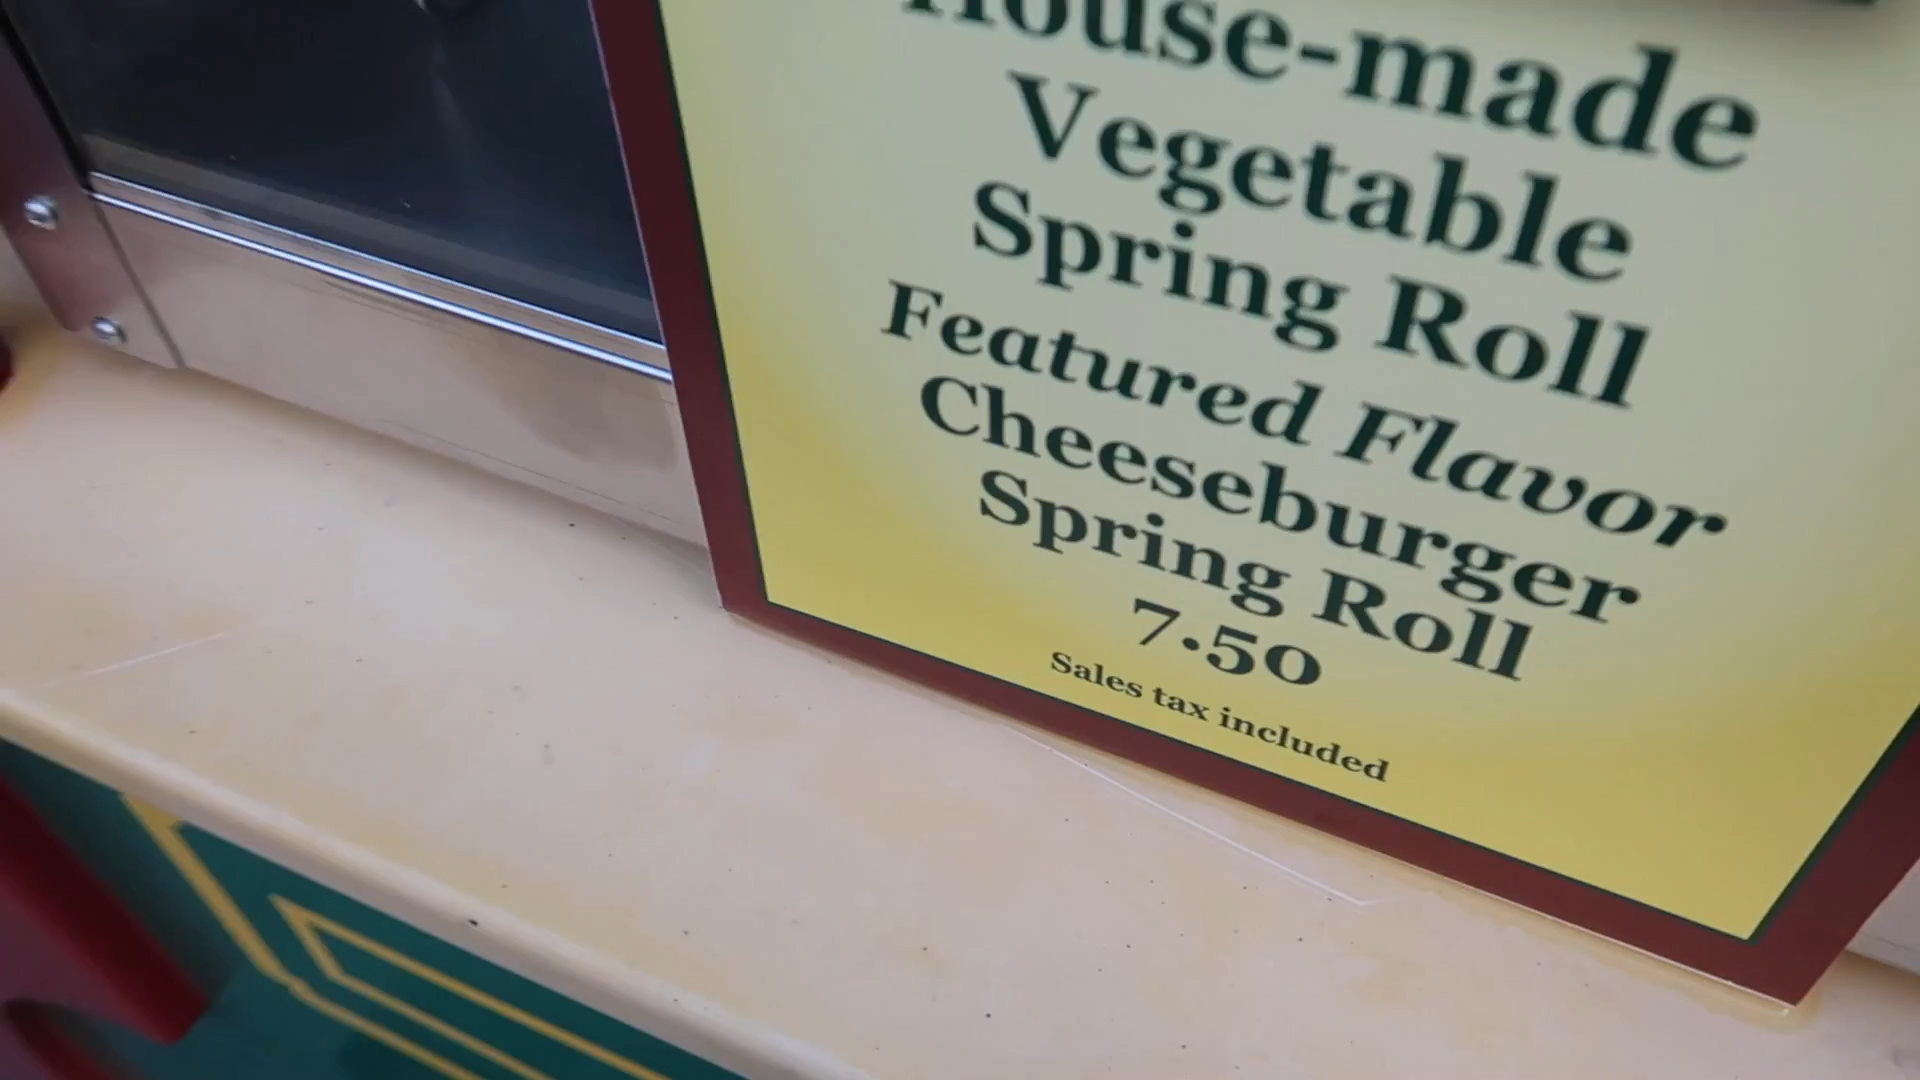 House-made
Vegetable
Spring Roll
Featured Flavor
Cheeseburger
Spring Roll
7.50
Sales tax included